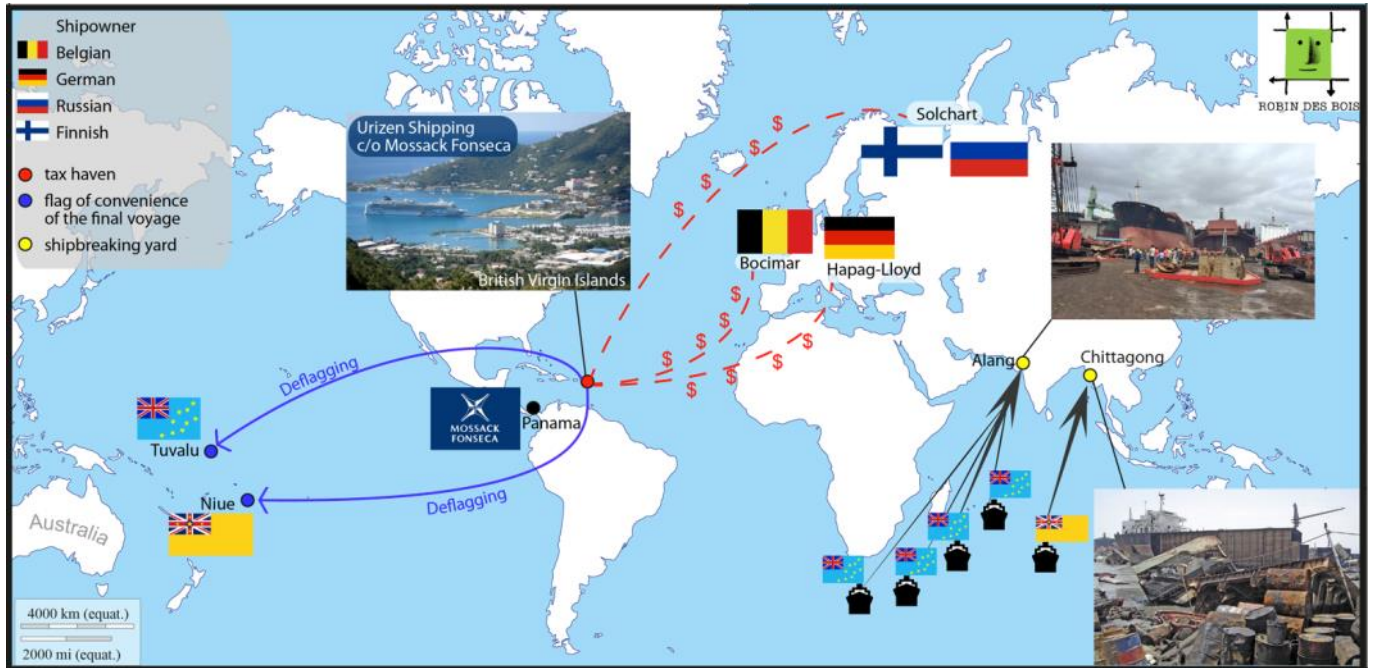 Shipowner
Belgian
German
Russian
Finnish
tax haven
flag of convenience
of the final voyage
shipbreaking yard
Urizen Shipping
c/o Mossack Fonseca
British Virgin Islands
Solchart
ROBIN DES BOIS
$
$
$
$
$
Bocimar
Hapag-Lloyd
$
$
$
$
$
$
$
$
Alang
Chittagong
Deflagging
MOSSACK
FONSECA
Panama
Tuvalu
Niue
Deflagging
Australia
4000 km (equat.)
2000 mi (equat.)